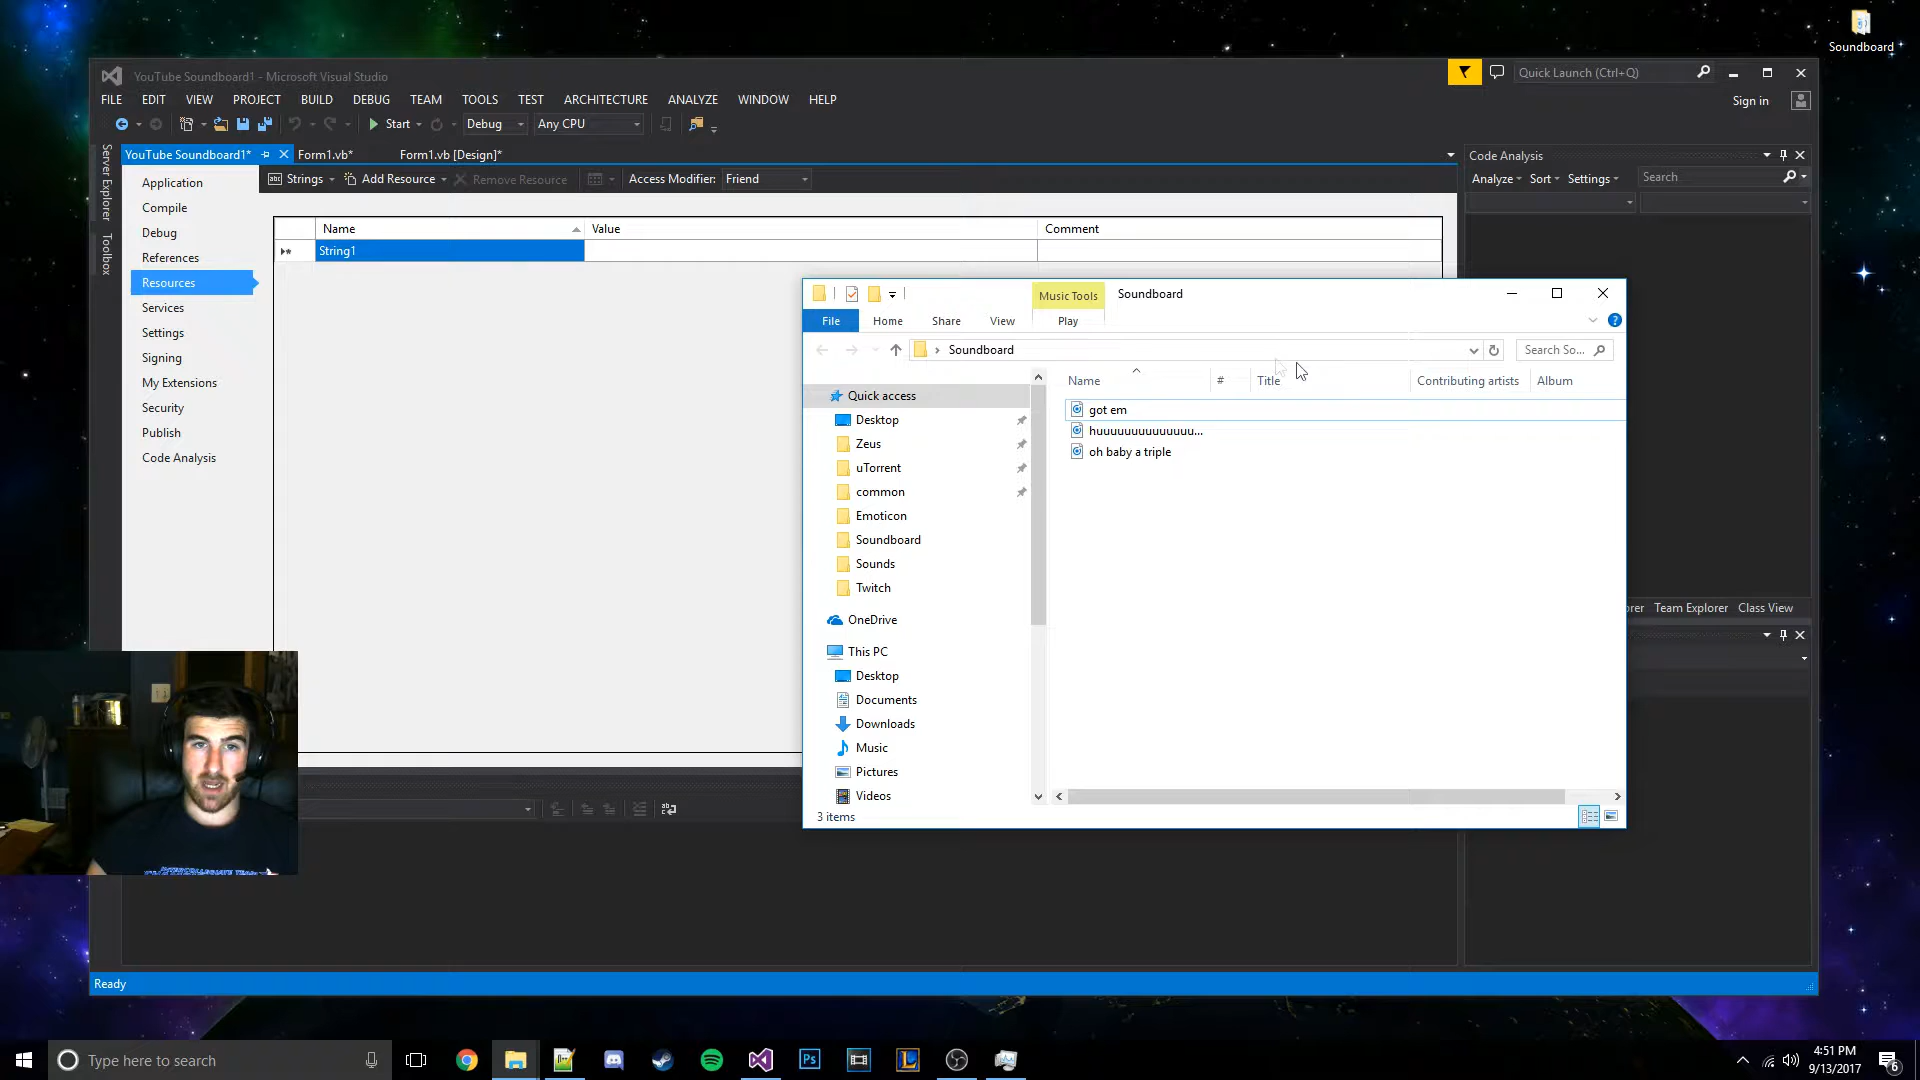 Soundboard
YouTube Soundboard1 - Microsoft Visual Studio
Quick Launch (Ctrl+Q)
FILE EDIT VIEW PROJECT BUILD DEBUG TEAM TOOLS TEST ARCHITECTURE ANALYZE WINDOW HELP
Sign in
Start Debug Any CPU
Server Explorer
Toolbox
YouTube Soundboard1* Form1.vb* Form1.vb [Design]*
Code Analysis
Strings Add Resource Remove Resource Access Modifier: Friend
Analyze Sort Settings Search
Application
Compile
Debug
References
Resources
Services
Settings
Signing
My Extensions
Security
Publish
Code Analysis
Name Value Comment
String1
Music Tools Soundboard
File Home Share View Play
Soundboard Search So...
Name # Title Contributing artists Album
Quick access
Desktop
Zeus
uTorrent
common
Emoticon
Soundboard
Sounds
Twitch
OneDrive
This PC
Desktop
Documents
Downloads
Music
Pictures
Videos
got em
huuuuuuuuuuuuuu...
oh baby a triple
3 items
Team Explorer Class View
Ready
Type here to search
4:51 PM
9/13/2017
6